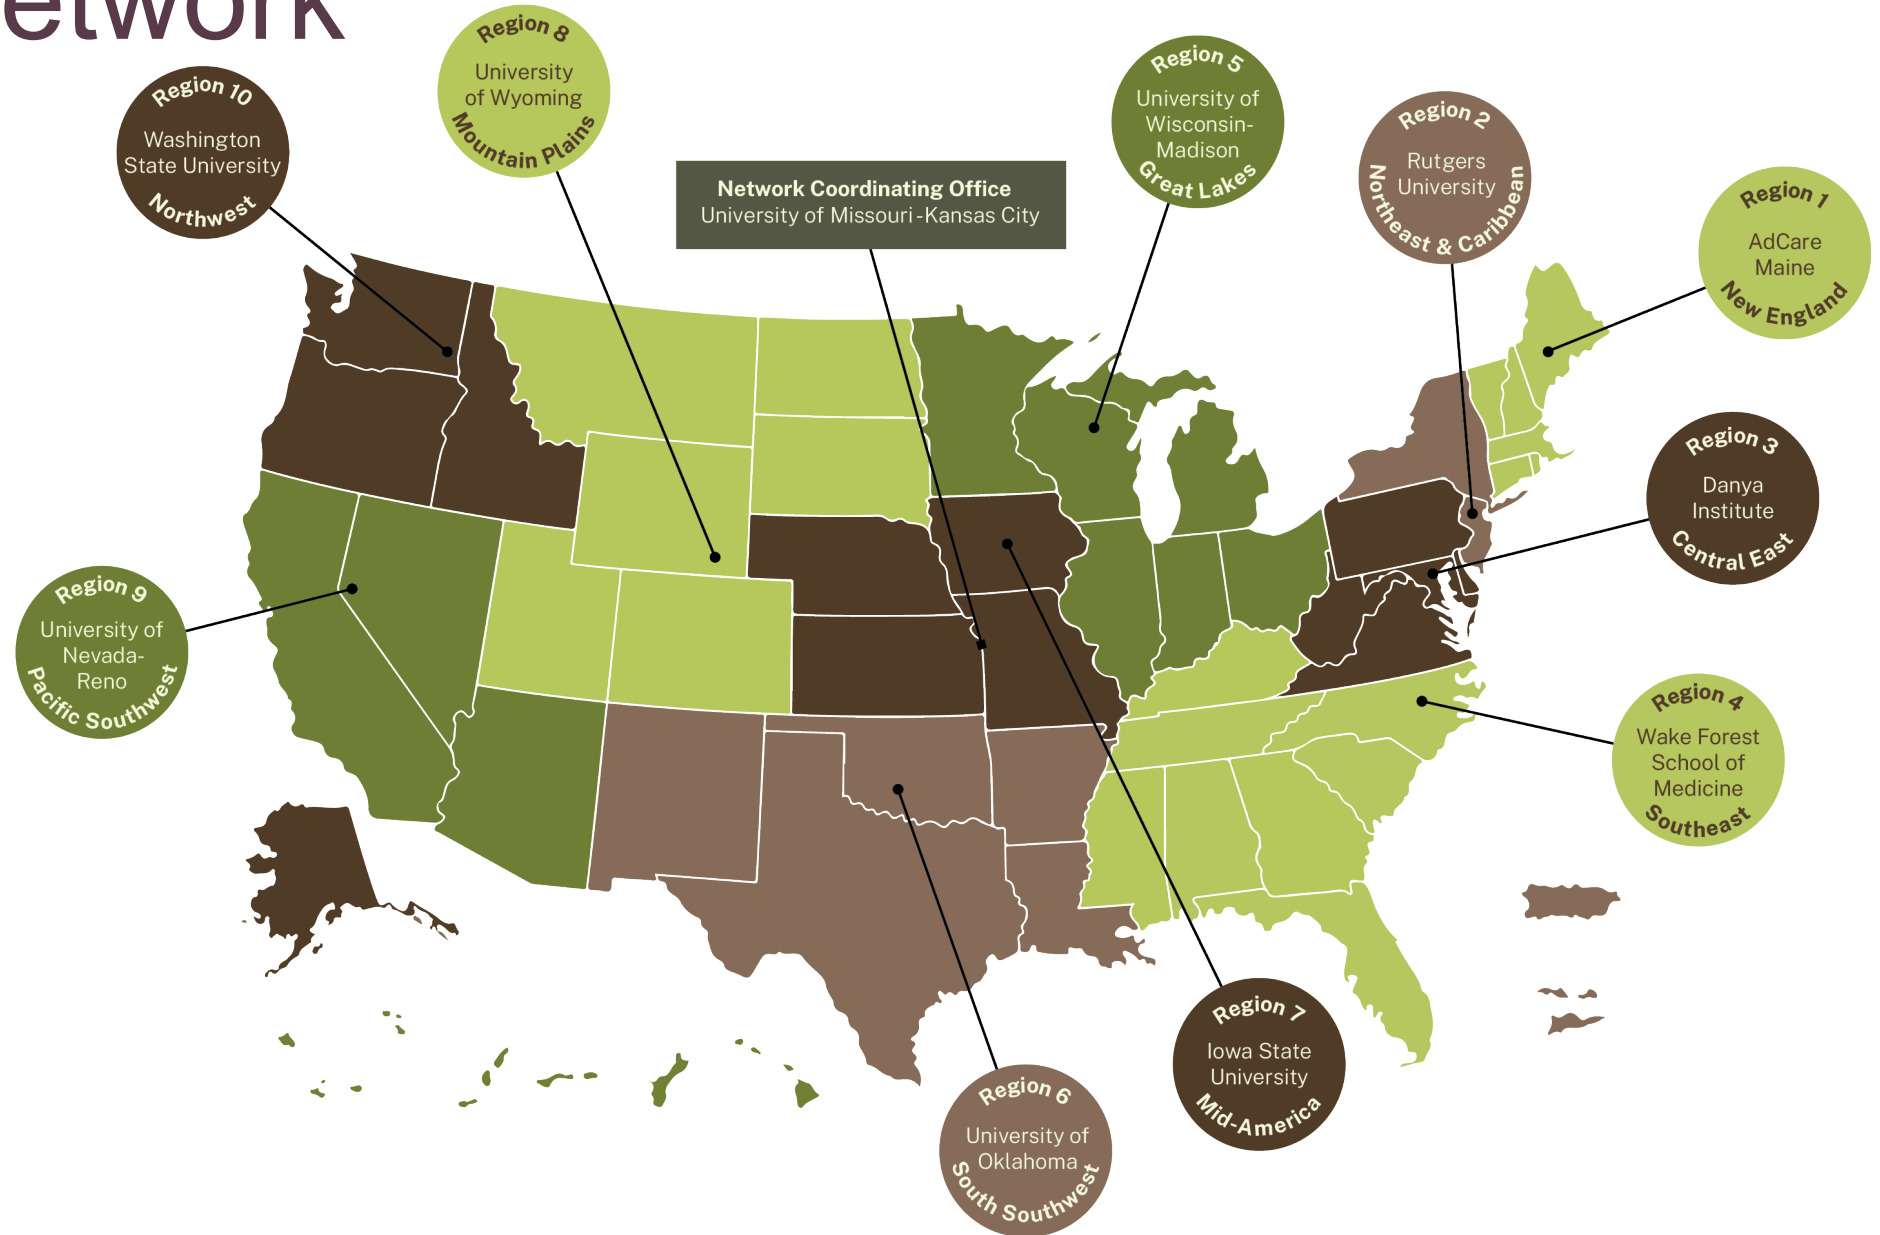 etwork
Region 10
Washington
State University
Northwest
Region 8
University
of Wyoming
Mountain Plains
Network Coordinating Office
University of Missouri-Kansas City
Region 5
University of
Wisconsin-
Madison
Great Lakes
Region 2
Rutgers
University
Northeast & Caribbean
Region 1
AdCare
Maine
New England
Region 3
Danya
Institute
Central East
Region 9
University of
Nevada-
Reno
Pacific Southwest
Region 4
Wake Forest
School of
Medicine
Southeast
Region 7
Iowa State
University
Mid-America
Region 6
University of
Oklahoma
South Southwest